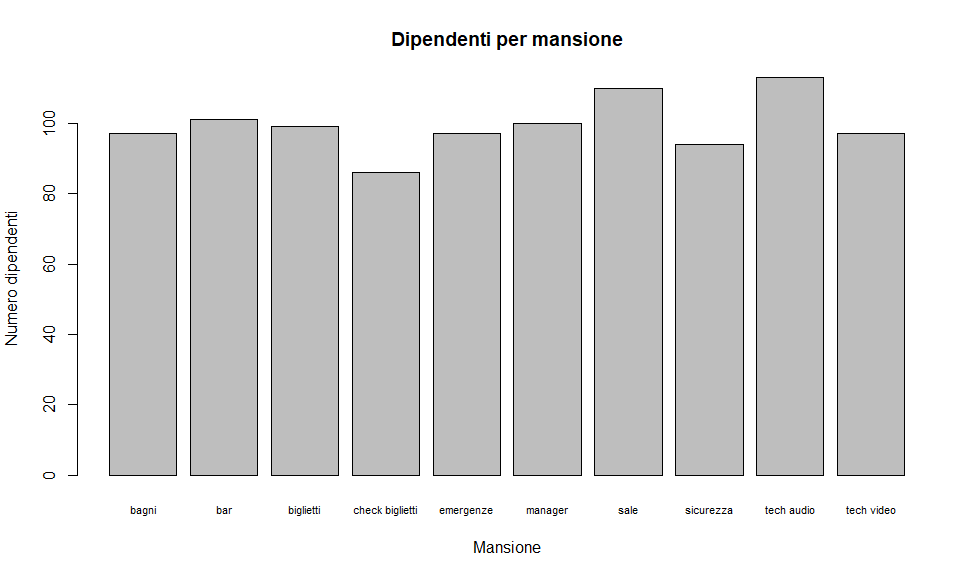 Dipendenti per mansione
Numero dipendenti
100
80
60
40
20
0
bagni bar biglietti check biglietti emergenze manager sale sicurezza tech audio tech video
Mansione